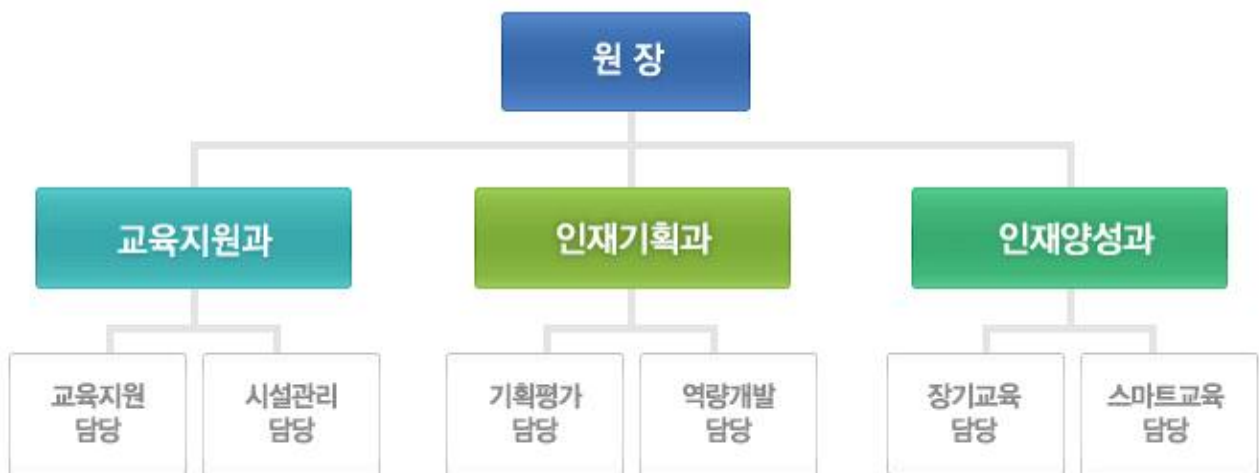 원 장
교육지원과
인재기획과
인재양성과
교육지원
담당
시설관리
담당
기획평가
담당
역량개발
담당
장기교육
담당
스마트교육
담당